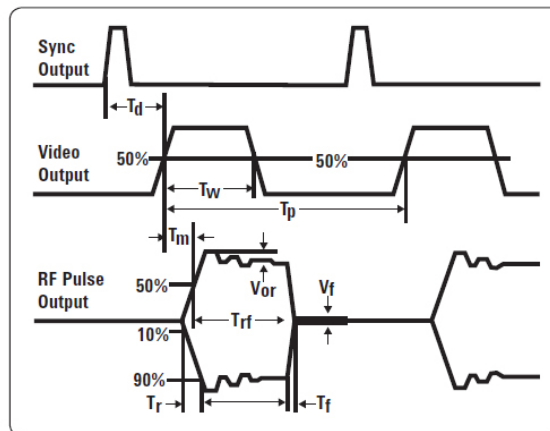 Sync
Output
Td
Video
Output
50%
50%
TW
Tp
Tm
RF Pulse
Output
50%
Vor
Vf
Trf
10%
90%
Tr
Tf